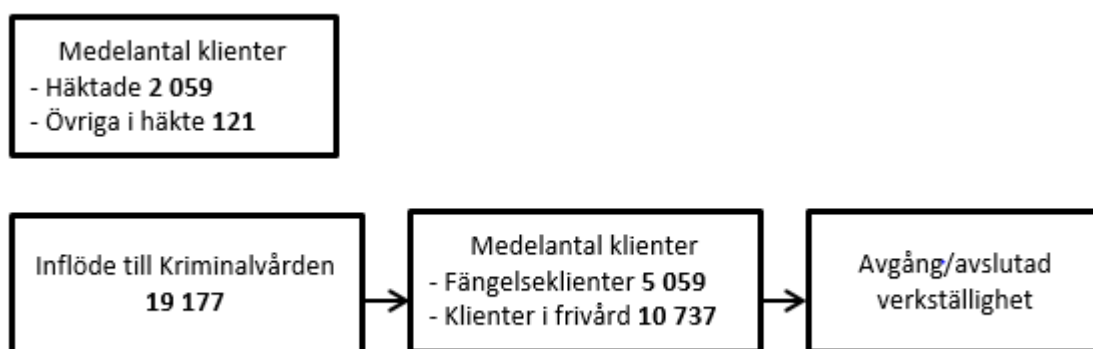 Medelantal klienter
- Häktade 2 059
- Övriga i häkte 121
Inflöde till Kriminalvården
19 177
Medelantal klienter
- Fängelseklienter 5 059
- Klienter i frivård 10 737
Avgång/avslutad
verkställighet